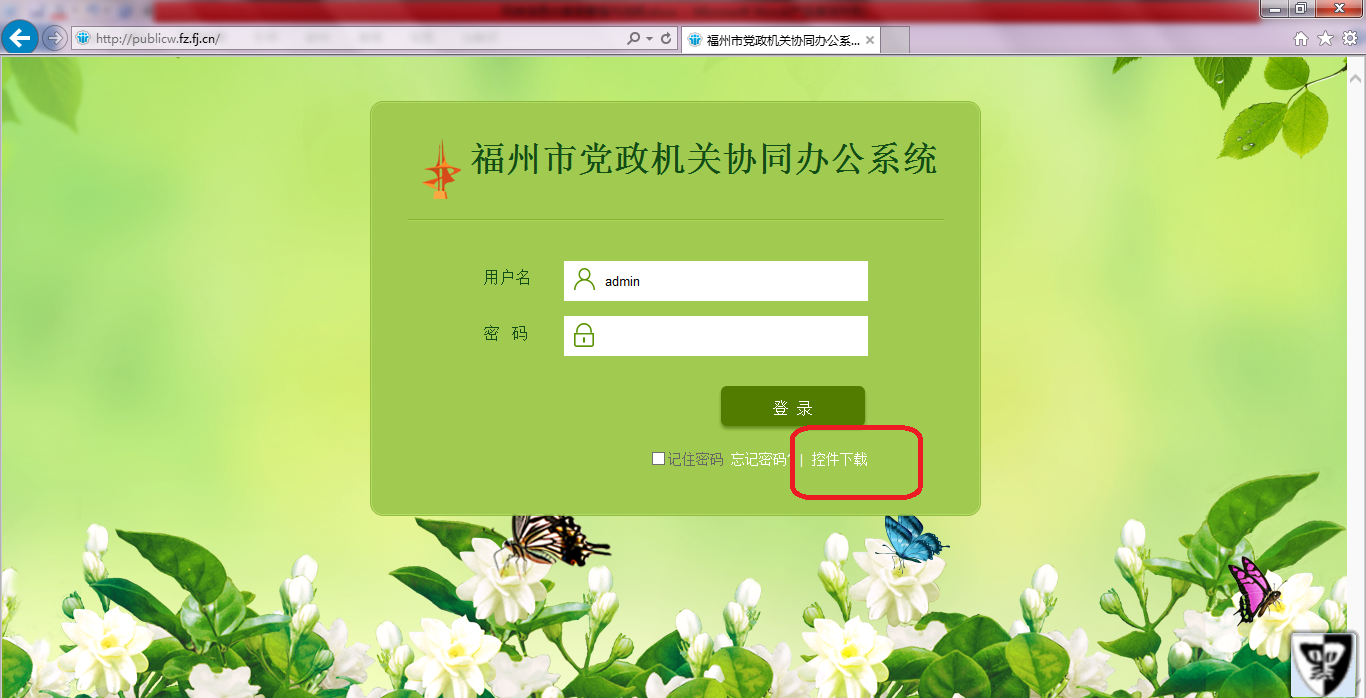 http://publicw.fz.fj.cn/
福州市党政机关协同办公系...
福州市党政机关协同办公系统
用户名
admin
密 码
登 录
记住密码 忘记密码? | 控件下载